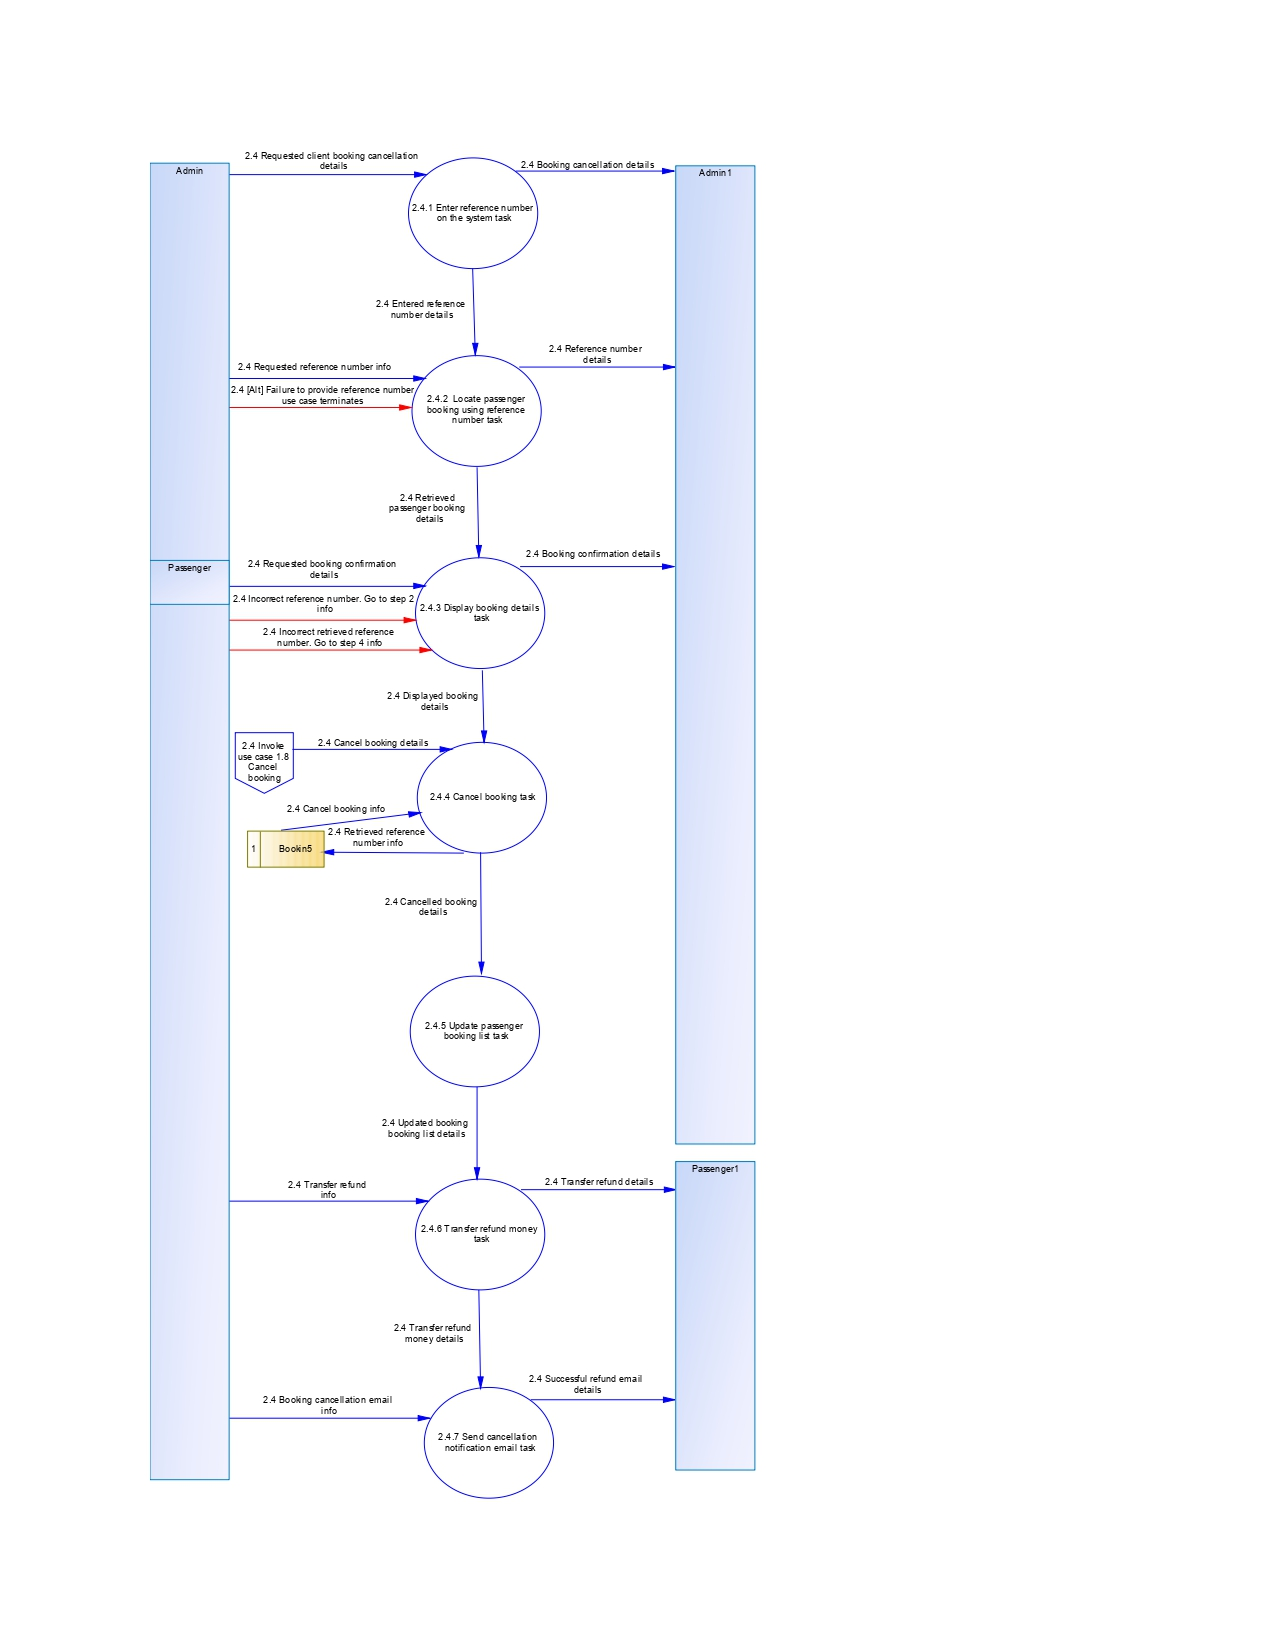 2.4 Requested client booking cancellation
details
2.4 Booking cancellation details
Admin
Admin1
2.4.1 Enter reference number
on the system task
2.4 Entered reference
number details
2.4 Reference number
details
2.4 Requested reference number info
2.4 [Alt] Failure to provide reference number
use case terminates
2.4.2 Locate passenger
booking using reference
number task
2.4 Retrieved
passenger booking
details
2.4 Booking confirmation details
Passenger
2.4 Requested booking confirmation
details
2.4 Incorrect reference number. Go to step 2
info
2.4.3 Display booking details
task
2.4 Incorrect retrieved reference
number. Go to step 4 info
2.4 Displayed booking
details
2.4 Invoke
use case 1.8
Cancel
booking
2.4 Cancel booking details
2.4.4 Cancel booking task
2.4 Cancel booking info
2.4 Retrieved reference
number info
1 Bookin5
2.4 Cancelled booking
details
2.4.5 Update passenger
booking list task
2.4 Updated booking
booking list details
Passenger1
2.4 Transfer refund
info
2.4 Transfer refund details
2.4.6 Transfer refund money
task
2.4 Transfer refund
money details
2.4 Successful refund email
details
2.4 Booking cancellation email
info
2.4.7 Send cancellation
notification email task